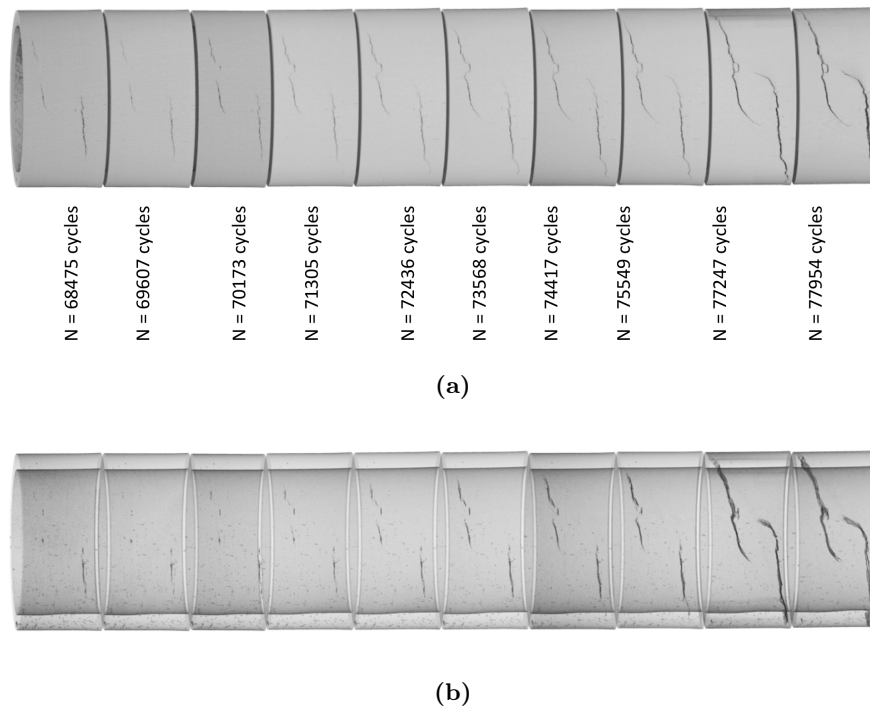 N = 68475 cycles
N = 69607 cycles
N = 70173 cycles
N = 71305 cycles
N = 72436 cycles
N = 73568 cycles
N = 74417 cycles
N = 75549 cycles
N = 77247 cycles
N = 77954 cycles
(a)
(b)